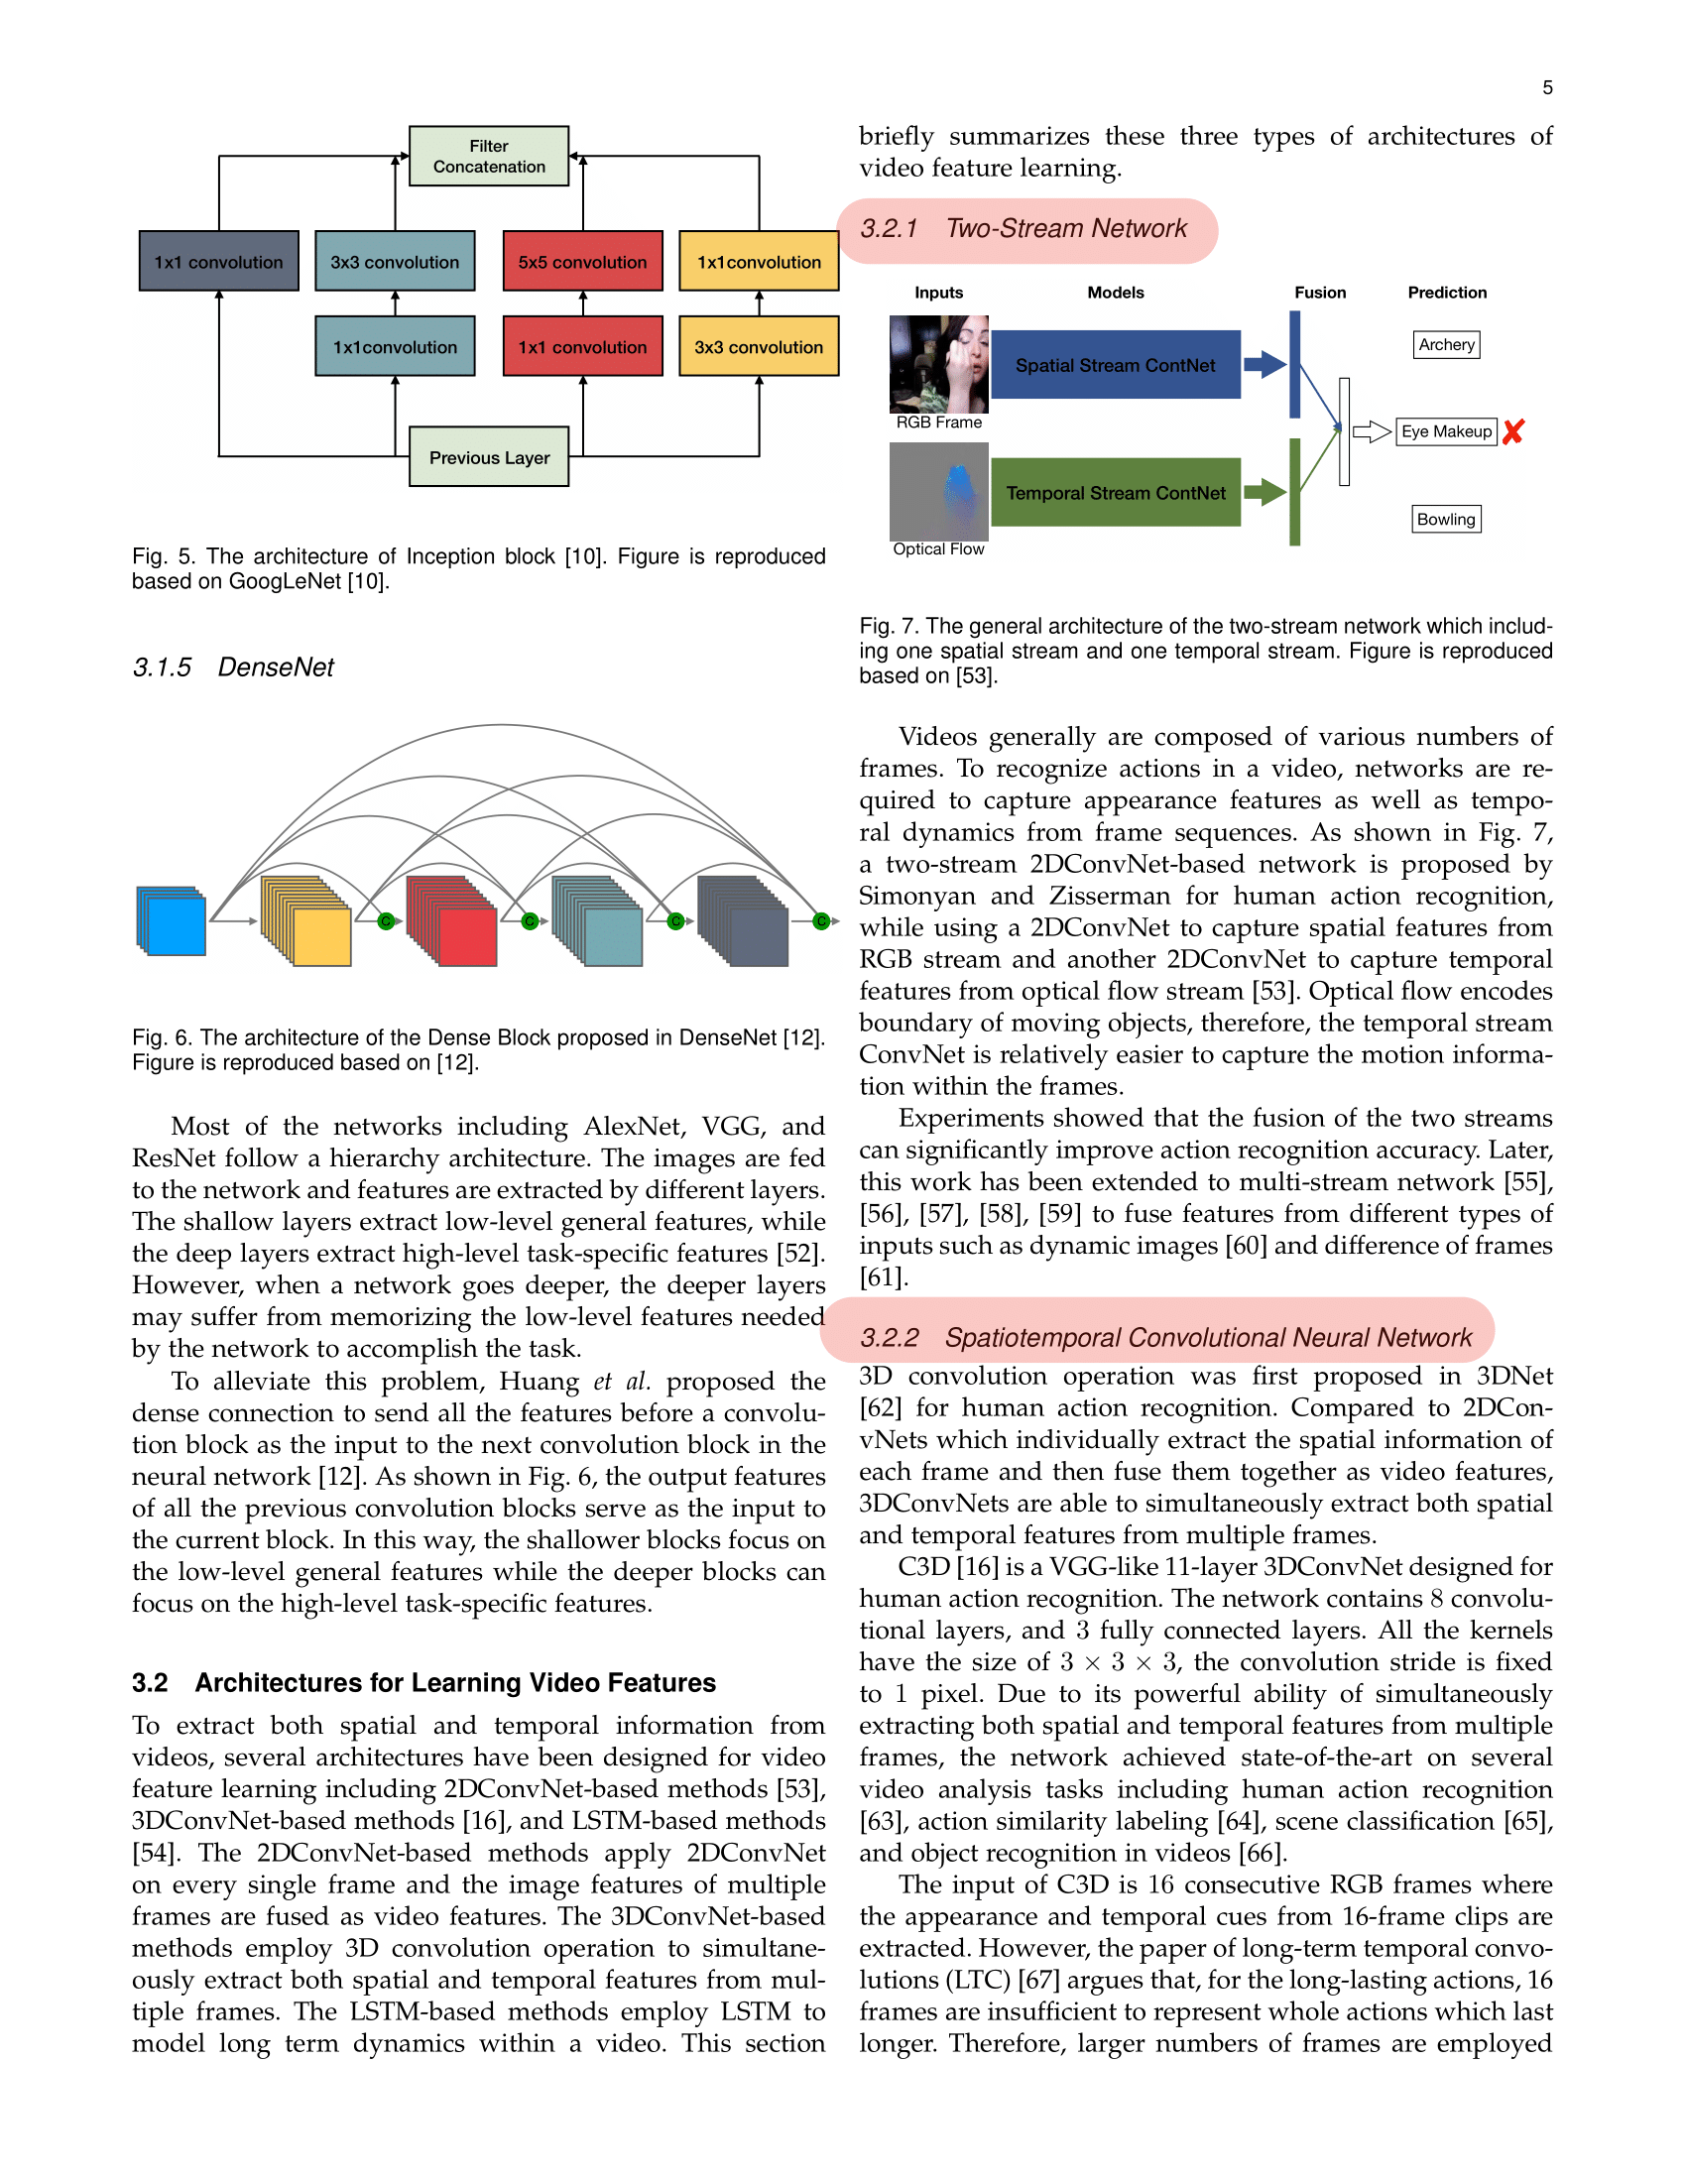 5
Filter
Concatenation
1x1 convolution
3x3 convolution
5x5 convolution
1x1convolution
1x1convolution
1x1 convolution
3x3 convolution
Previous Layer
Fig. 5. The architecture of Inception block [10]. Figure is reproduced
based on GoogLeNet [10].
3.1.5 DenseNet
C
C
C
C
Fig. 6. The architecture of the Dense Block proposed in DenseNet [12].
Figure is reproduced based on [12].
Most of the networks including AlexNet, VGG, and
ResNet follow a hierarchy architecture. The images are fed
to the network and features are extracted by different layers.
The shallow layers extract low-level general features, while
the deep layers extract high-level task-specific features [52].
However, when a network goes deeper, the deeper layers
may suffer from memorizing the low-level features needed
by the network to accomplish the task.
To alleviate this problem, Huang et al. proposed the
dense connection to send all the features before a convolu-
tion block as the input to the next convolution block in the
neural network [12]. As shown in Fig. 6, the output features
of all the previous convolution blocks serve as the input to
the current block. In this way, the shallower blocks focus on
the low-level general features while the deeper blocks can
focus on the high-level task-specific features.
3.2 Architectures for Learning Video Features
To extract both spatial and temporal information from
videos, several architectures have been designed for video
feature learning including 2DConvNet-based methods [53],
3DConvNet-based methods [16], and LSTM-based methods
[54]. The 2DConvNet-based methods apply 2DConvNet
on every single frame and the image features of multiple
frames are fused as video features. The 3DConvNet-based
methods employ 3D convolution operation to simultane-
ously extract both spatial and temporal features from mul-
tiple frames. The LSTM-based methods employ LSTM to
model long term dynamics within a video. This section
briefly summarizes these three types of architectures of
video feature learning.
3.2.1 Two-Stream Network
Inputs Models Fusion Prediction
Spatial Stream ContNet
Archery
RGB Frame
Eye Makeup
Temporal Stream ContNet
Bowling
Optical Flow
Fig. 7. The general architecture of the two-stream network which includ-
ing one spatial stream and one temporal stream. Figure is reproduced
based on [53].
Videos generally are composed of various numbers of
frames. To recognize actions in a video, networks are re-
quired to capture appearance features as well as tempo-
ral dynamics from frame sequences. As shown in Fig. 7,
a two-stream 2DConvNet-based network is proposed by
Simonyan and Zisserman for human action recognition,
while using a 2DConvNet to capture spatial features from
RGB stream and another 2DConvNet to capture temporal
features from optical flow stream [53]. Optical flow encodes
boundary of moving objects, therefore, the temporal stream
ConvNet is relatively easier to capture the motion informa-
tion within the frames.
Experiments showed that the fusion of the two streams
can significantly improve action recognition accuracy. Later,
this work has been extended to multi-stream network [55],
[56], [57], [58], [59] to fuse features from different types of
inputs such as dynamic images [60] and difference of frames
[61].
3.2.2 Spatiotemporal Convolutional Neural Network
3D convolution operation was first proposed in 3DNet
[62] for human action recognition. Compared to 2DCon-
vNets which individually extract the spatial information of
each frame and then fuse them together as video features,
3DConvNets are able to simultaneously extract both spatial
and temporal features from multiple frames.
C3D [16] is a VGG-like 11-layer 3DConvNet designed for
human action recognition. The network contains 8 convolu-
tional layers, and 3 fully connected layers. All the kernels
have the size of 3 × 3 × 3, the convolution stride is fixed
to 1 pixel. Due to its powerful ability of simultaneously
extracting both spatial and temporal features from multiple
frames, the network achieved state-of-the-art on several
video analysis tasks including human action recognition
[63], action similarity labeling [64], scene classification [65],
and object recognition in videos [66].
The input of C3D is 16 consecutive RGB frames where
the appearance and temporal cues from 16-frame clips are
extracted. However, the paper of long-term temporal convo-
lutions (LTC) [67] argues that, for the long-lasting actions, 16
frames are insufficient to represent whole actions which last
longer. Therefore, larger numbers of frames are employed